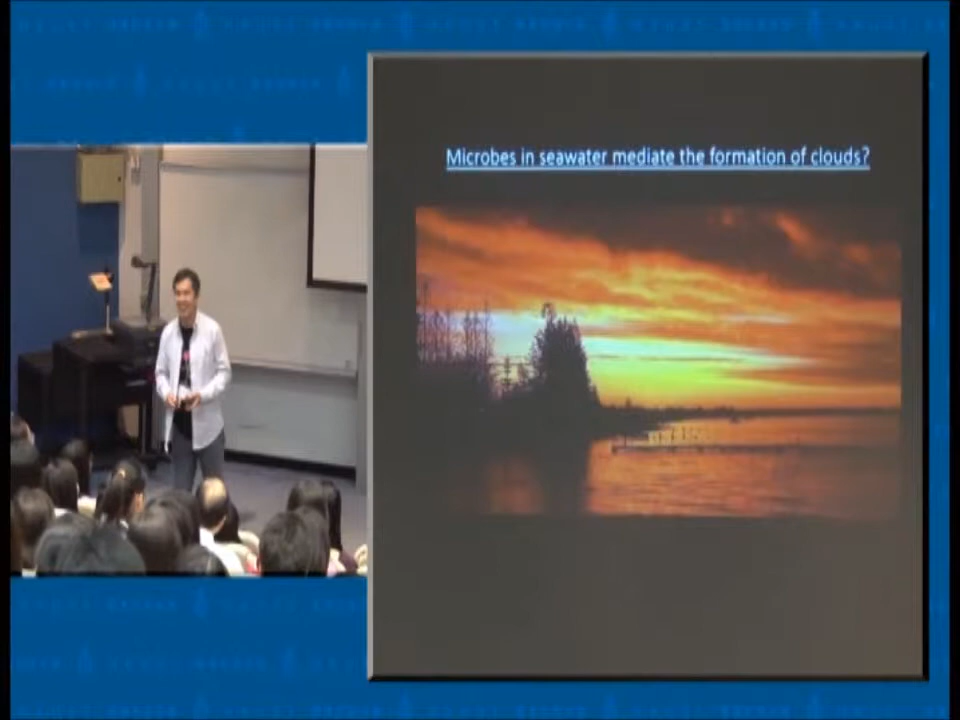 Microbes in seawater mediate the formation of clouds?